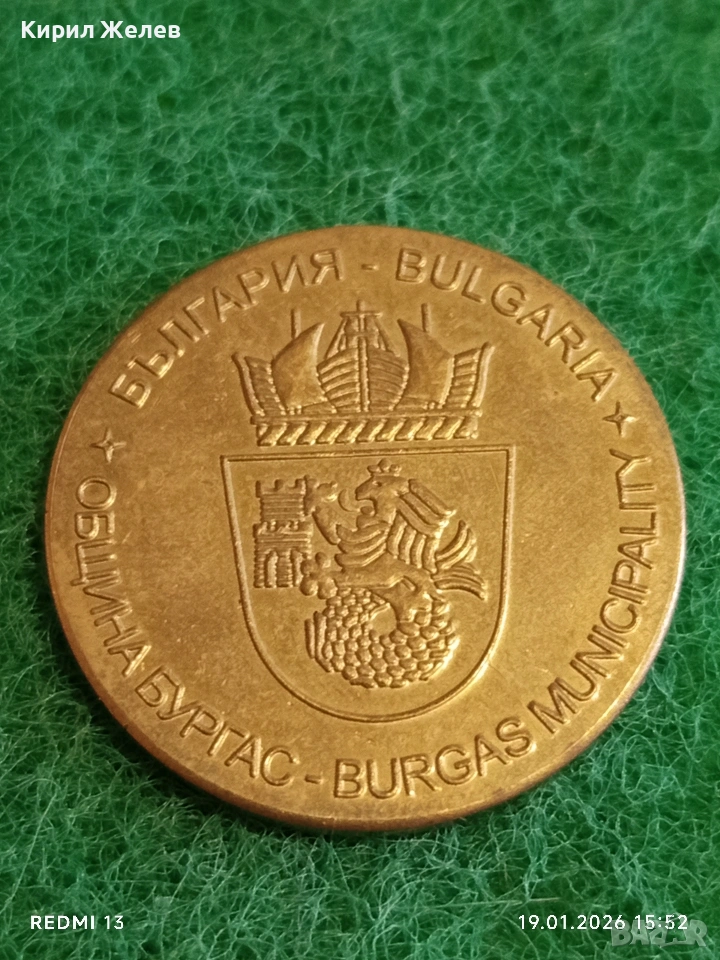 Кирил Желев
БЪЛГАРИЯ - BULGARIA
ОБЩИНА БУРГАС - BURGAS MUNICIPALITY
REDMI 13
19.01.2026 15:52